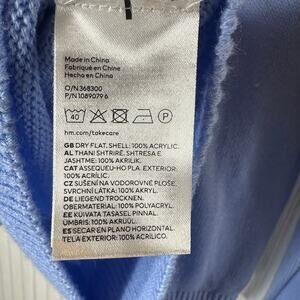 Made in China
Fabriqué en China
Hecho en China
O/N 368300
P/N 10890796
40
hm.com/takecare
GB DRY FLAT. SHELL: 100% ACRYLIC.
AL THANI SHTRIRË. SHTRESA E
JASHTME: 100% AKRILIK.
CAT ASSEQUEU-HO PLA. EXTERIOR:
100% ACRÍLIC.
CZ SUŠENÍ NA VODOROVNÉ PLOŠE.
SVRCHNÍ LÁTKA: 100% AKRYL.
DE LIEGEND TROCKNEN.
OBERMATERIAL: 100% POLYACRYL.
EE KUIVATA TASASEL PINNAL.
ÜMBRIS: 100% AKRÜÜL.
ES SECAR EN PLANO HORIZONTAL.
TELA EXTERIOR: 100% ACRÍLICO.